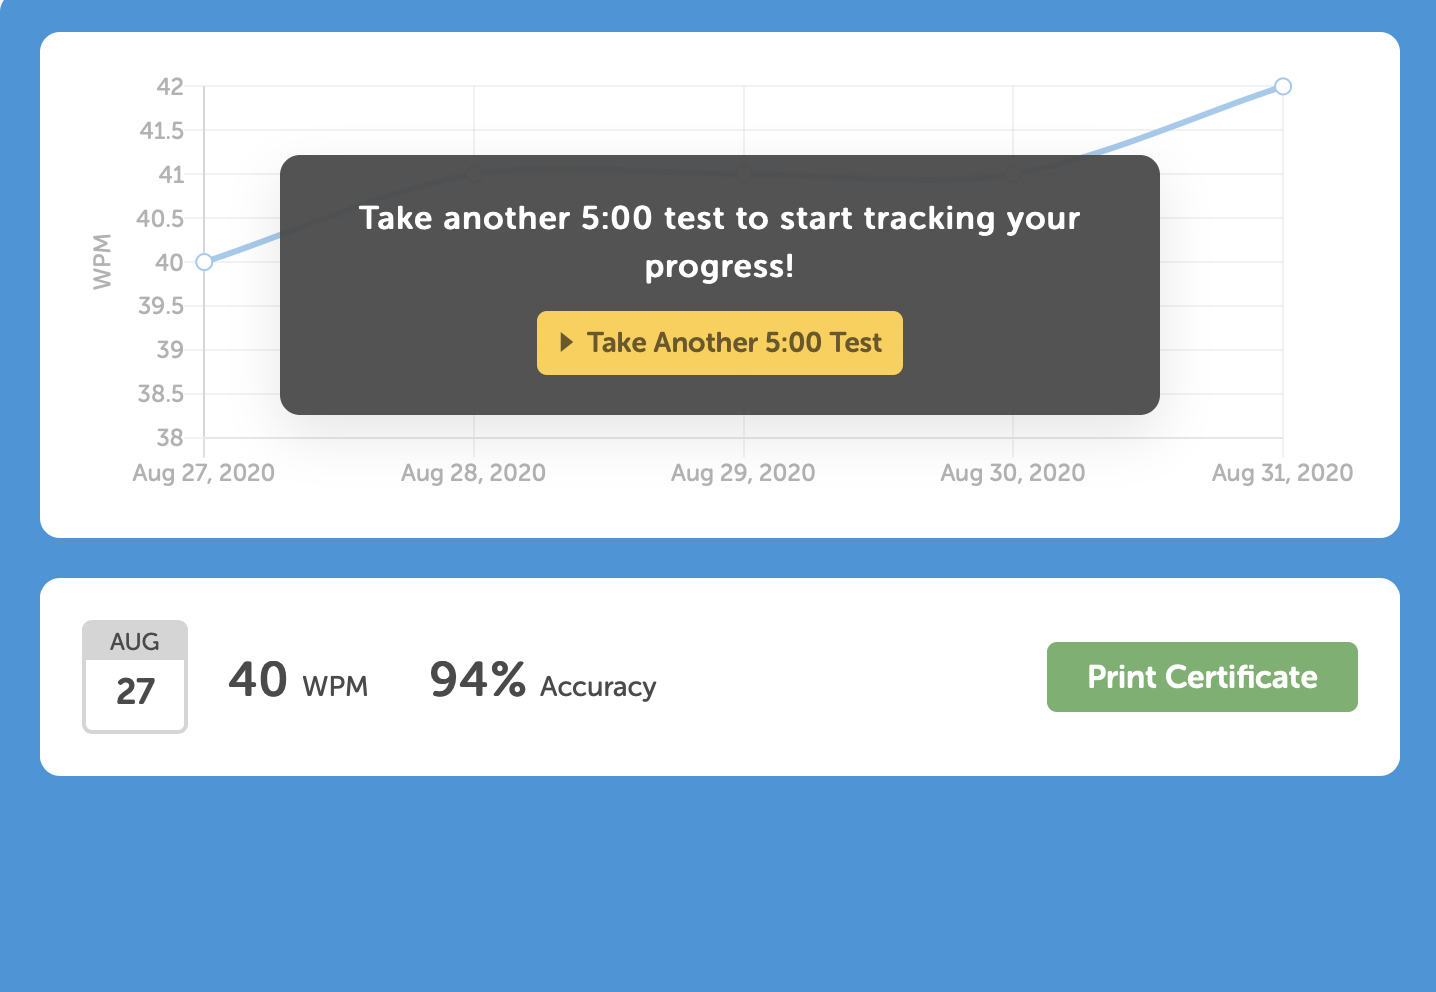 42
41.5
41
40.5
40
39.5
39
38.5
38
WPM
Take another 5:00 test to start tracking your
progress!
Take Another 5:00 Test
Aug 27, 2020 Aug 28, 2020 Aug 29, 2020 Aug 30, 2020 Aug 31, 2020
AUG
27
40 WPM 94% Accuracy
Print Certificate